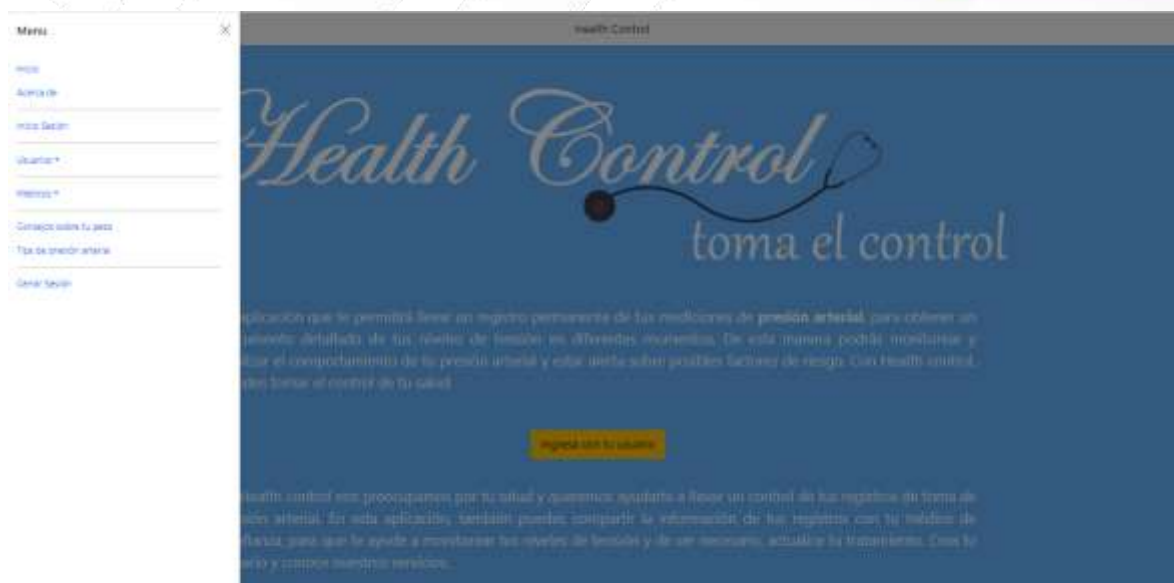 Menu
Health Control
Inicio
Acerca de
Inicio Sesión
Usuarios
Médicos
Consejos sobre tu peso
Tips de presión arterial
Cerrar Sesión
Health Control
toma el control
aplicación que te permitirá llevar un registro permanente de tus mediciones de presión arterial, para obtener un
detallado de tus niveles de tensión en diferentes momentos. De esta manera podrás monitorear y
el comportamiento de tu presión arterial y estar alerta sobre posibles factores de riesgo. Con Health control,
tomar el control de tu salud.
Ingresa con tu usuario
Health control nos preocupamos por tu salud y queremos ayudarte a llevar un control de tus registros de toma de
arterial. En esta aplicación, también puedes compartir la información de tus registros con tu médico de
para que te ayude a monitorear tus niveles de tensión y de ser necesario, actualice tu tratamiento. Crea tu
y conoce nuestros servicios.